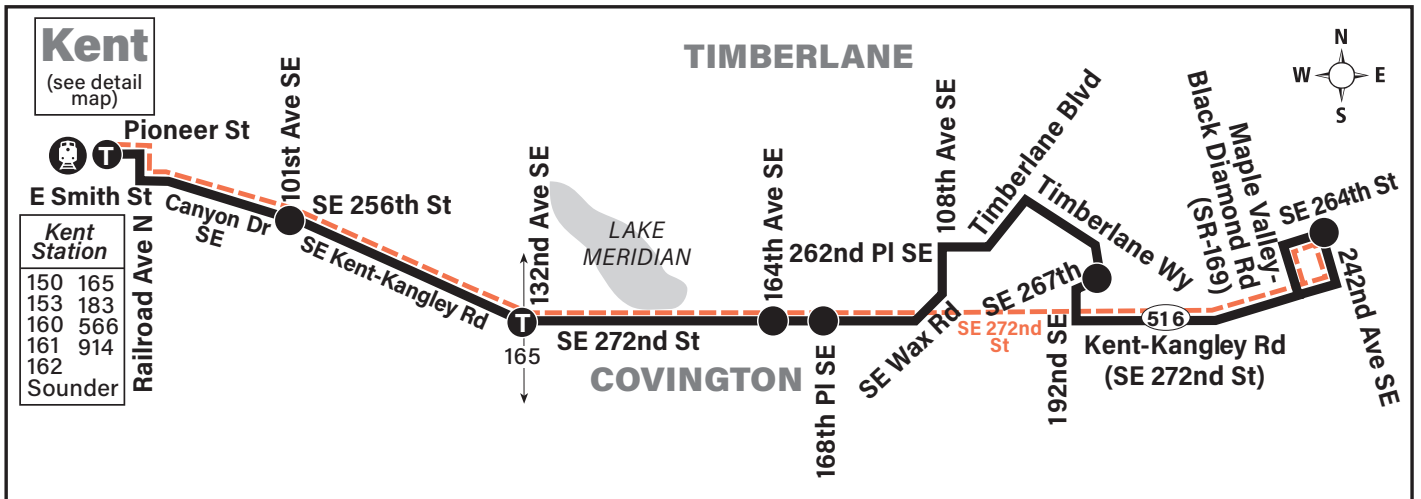 Kent
(see detail
map)
TIMBERLANE
N
W
E
S
Pioneer St
T
E Smith St
Kent
Station
150 165
153 183
160 566
161 914
162
Sounder
Railroad Ave N
Canyon Dr
SE
101st Ave SE
SE 256th St
SE Kent-Kangley Rd
132nd Ave SE
T
165
LAKE
MERIDIAN
SE 272nd St
COVINGTON
164th Ave SE
168th Pl SE
262nd Pl SE
SE Wax Rd
108th Ave SE
Timberlane Blvd
Timberlane Wy
SE 267th
SE 272nd
St
192nd SE
516
Kent-Kangley Rd
(SE 272nd St)
Maple Valley-
Black Diamond Rd
(SR-169)
SE 264th St
242nd Ave SE